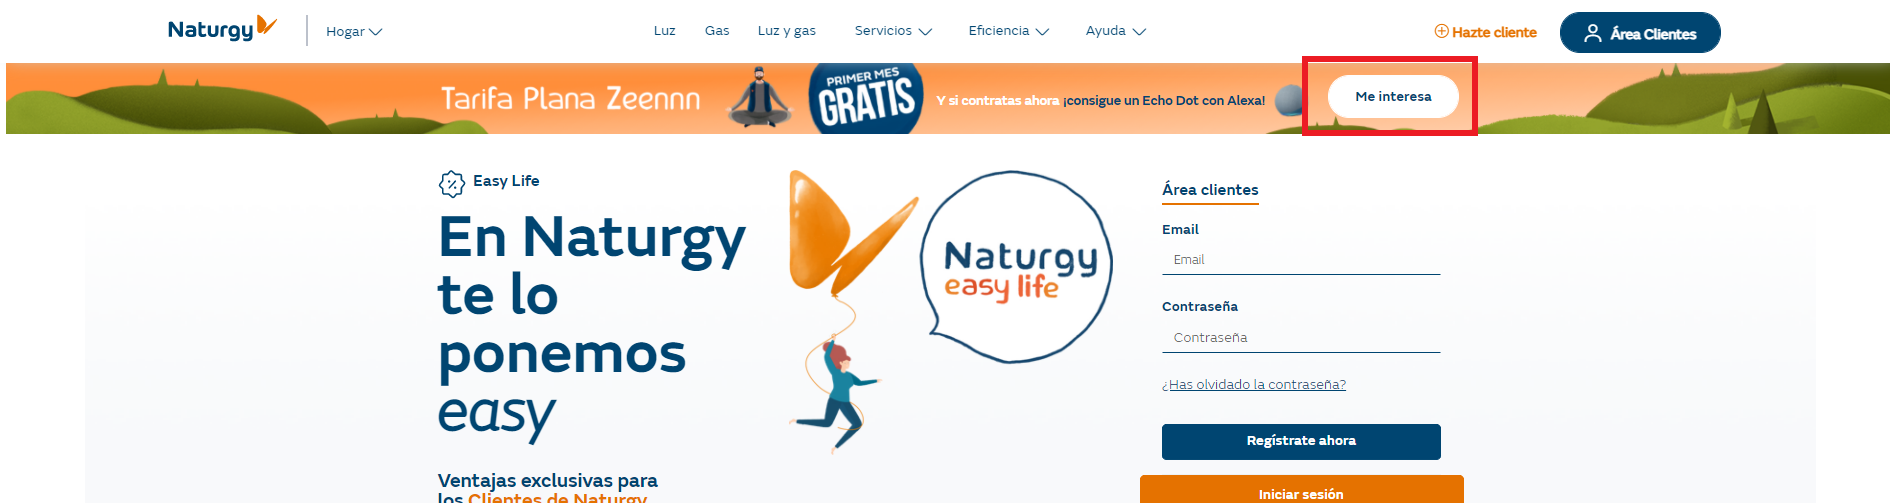 Naturgy
Hogar
Luz
Gas
Luz y gas
Servicios
Eficiencia
Ayuda
Hazte cliente
Área Clientes
Tarifa Plana Zeennn
PRIMER MES
GRATIS
Y si contratas ahora ¡consigue un Echo Dot con Alexa!
Me interesa
Easy Life
En Naturgy
te lo
ponemos
easy
Ventajas exclusivas para
los Clientes de Naturgy
Naturgy
easy life
Área clientes
Email
Email
Contraseña
Contraseña
¿Has olvidado la contraseña?
Regístrate ahora
Iniciar sesión